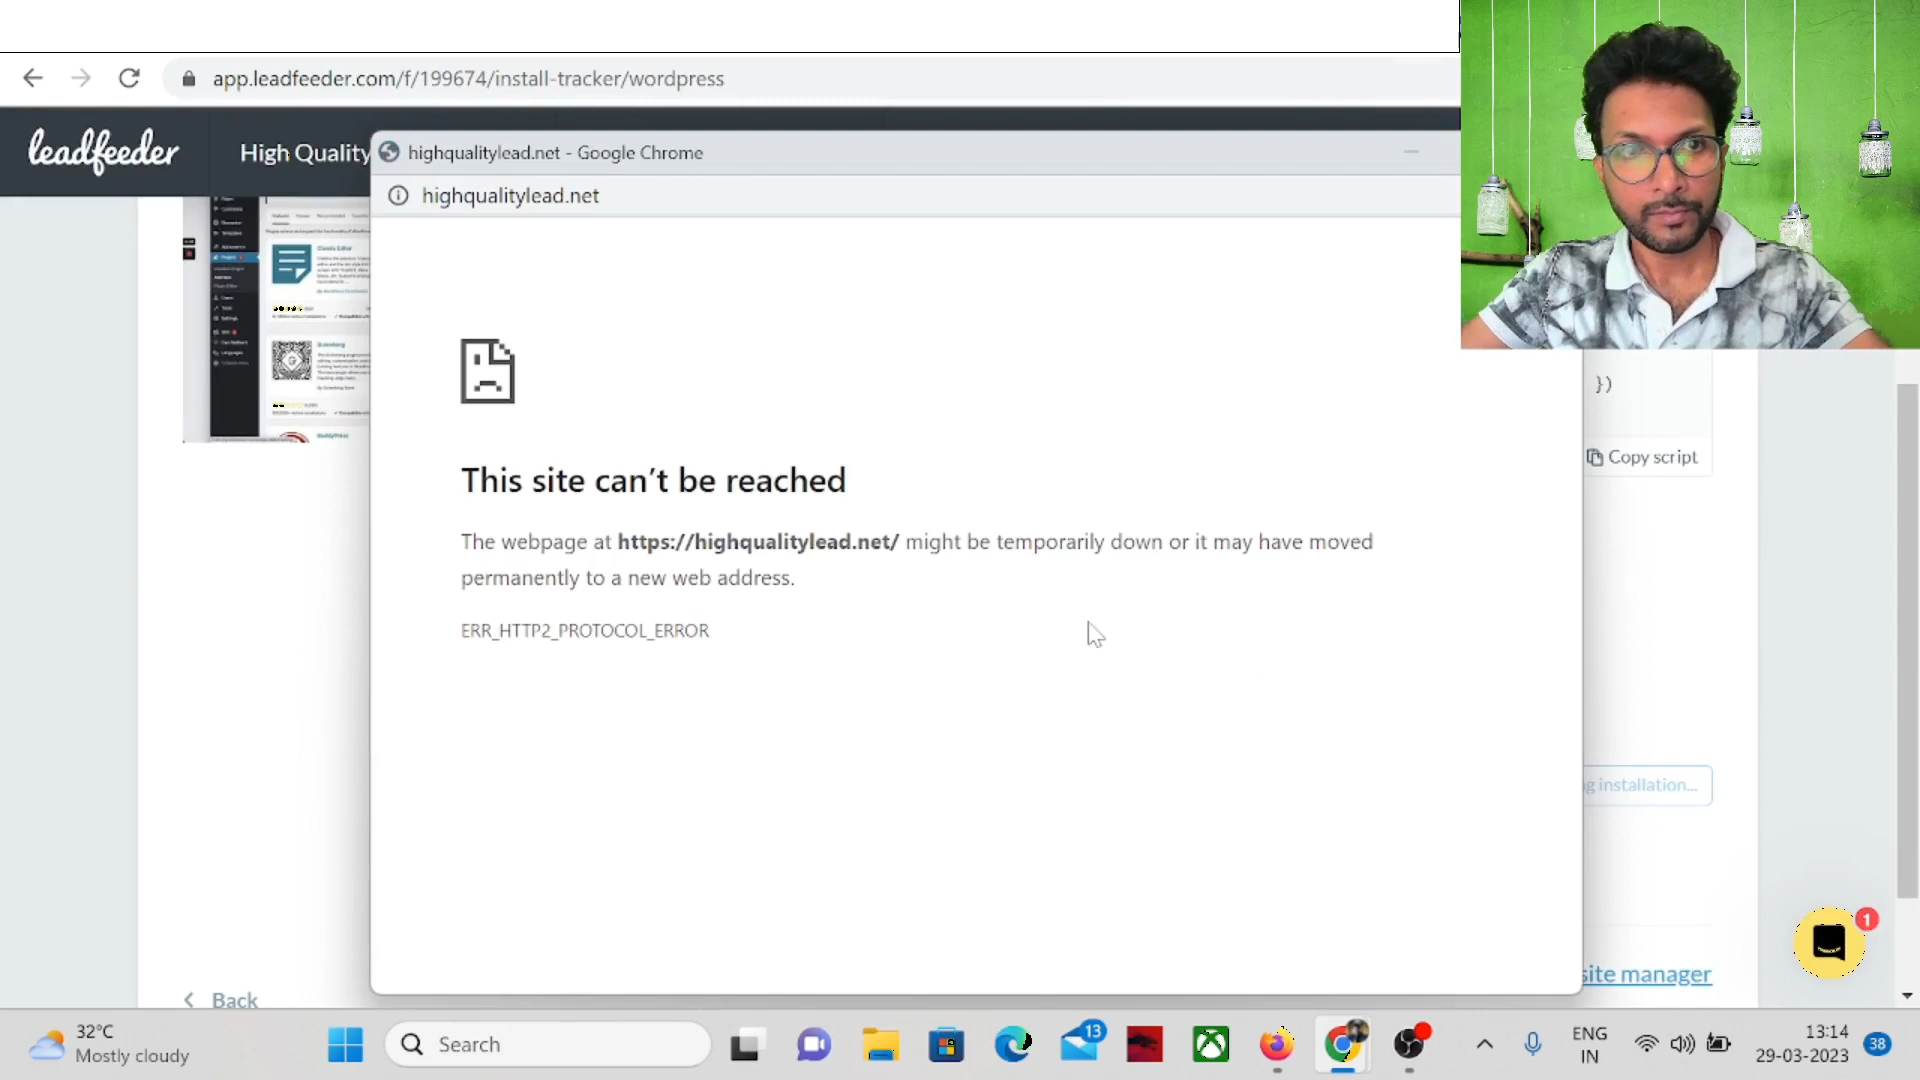 app.leadfeeder.com/f/199674/install-tracker/wordpress
leadfeeder
High Quality
highqualitylead.net - Google Chrome
highqualitylead.net
This site can’t be reached
The webpage at https://highqualitylead.net/ might be temporarily down or it may have moved
permanently to a new web address.
ERR_HTTP2_PROTOCOL_ERROR
})
Copy script
g installation...
1
site manager
Back
32°C
Mostly cloudy
Search
13
ENG
IN
13:14
29-03-2023
38